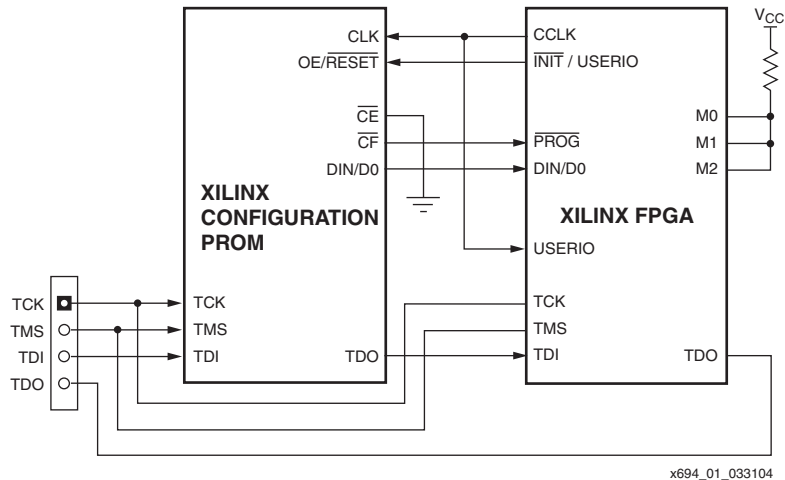 VCC
CLK
OE/RESET
CE
CF
DIN/D0
XILINX
CONFIGURATION
PROM
TCK
TMS
TDI
TDO
CCLK
INIT / USERIO
M0
M1
M2
PROG
DIN/D0
XILINX FPGA
USERIO
TCK
TMS
TDI
TDO
TCK
TMS
TDI
TDO
x694_01_033104